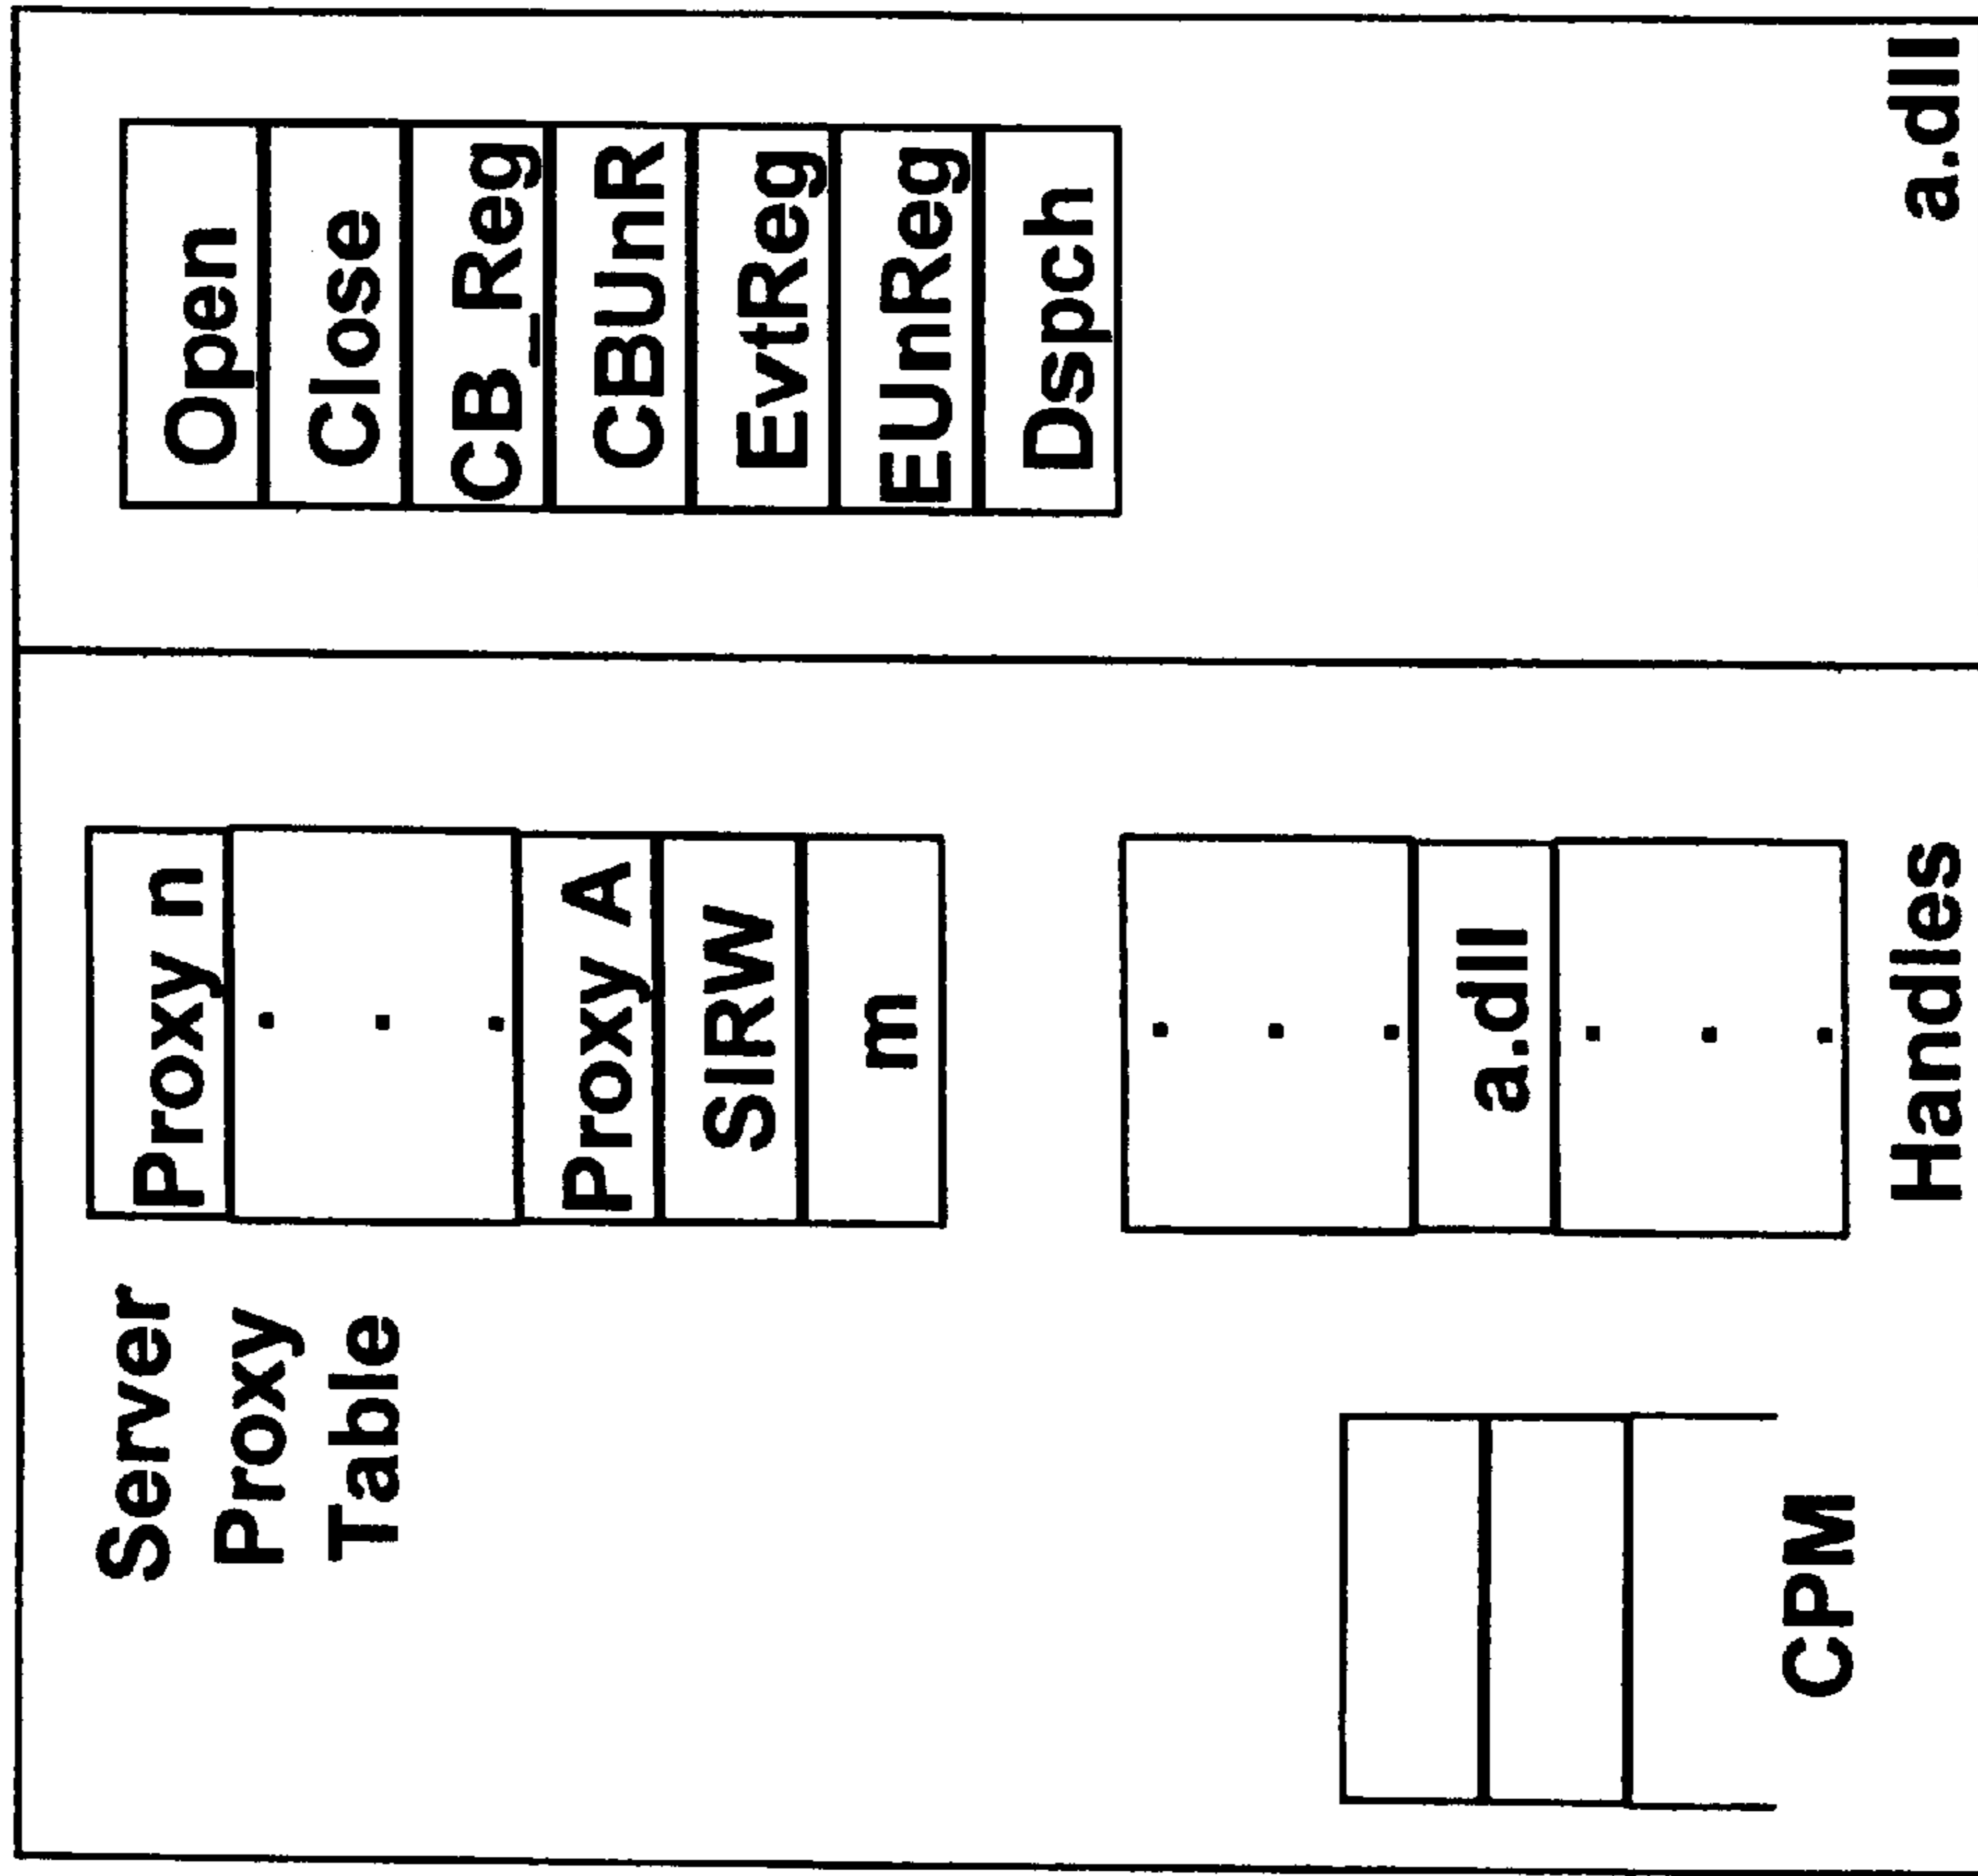 Server
Proxy
Table
Proxy n
Proxy A
SIRW
m
a.dll
CPM
Handles
Open
Close
CB_Reg
CBUnR
EvtReg
EUnReg
Dspch
a.dll